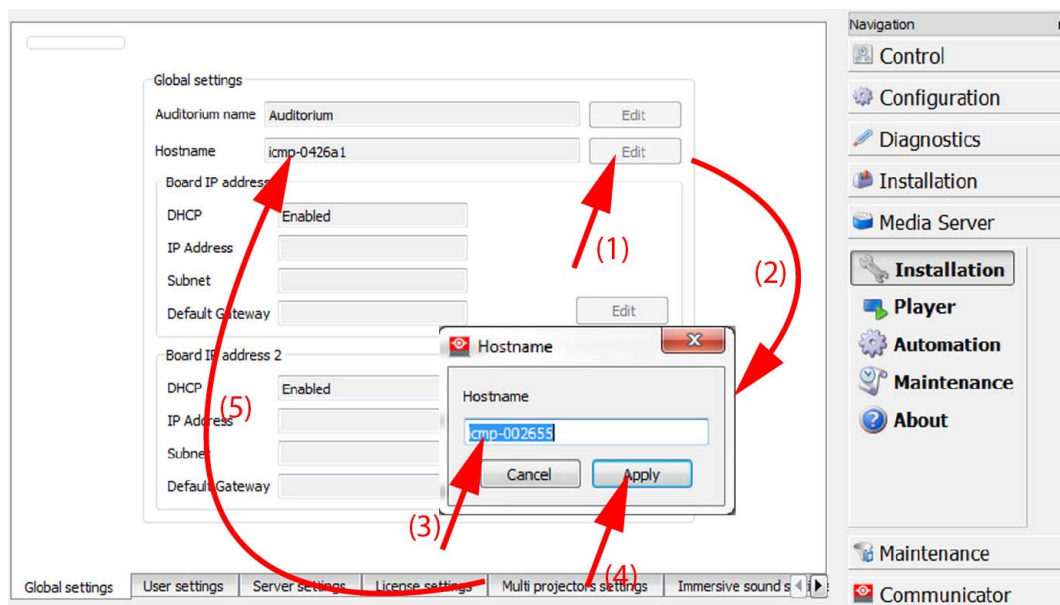 Navigation
Control
Configuration
Diagnostics
Installation
Media Server
Installation
Player
Automation
Maintenance
About
Maintenance
Communicator
Global settings
Auditorium name Auditorium Edit
Hostname icmp-0426a1 Edit
Board IP address
DHCP Enabled
IP Address
Subnet
Default Gateway Edit
Board IP address 2
DHCP Enabled
IP Address
Subnet
Default Gateway
Hostname
Hostname
icmp-002655
Cancel Apply
(1)
(2)
(3)
(4)
(5)
Global settings User settings Server settings License settings Multi projectors settings Immersive sound s